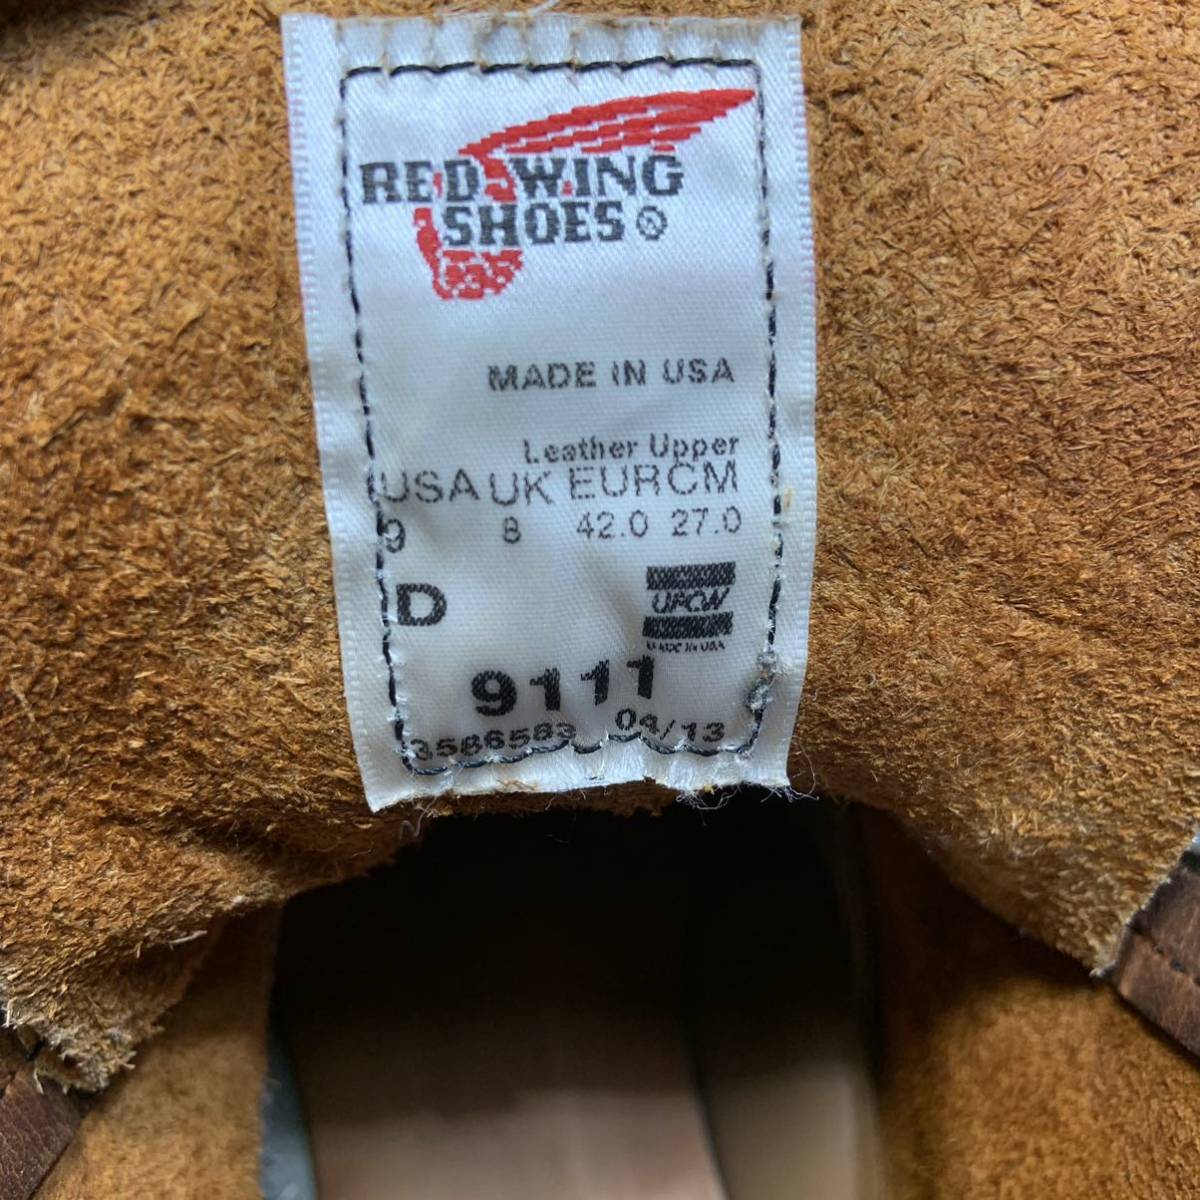 RED WING
SHOES ®
MADE IN USA
Leather Upper
USA UK EUR CM
9 8 42.0 27.0
D
UFCW
MADE IN USA
9111
3586583 04/13